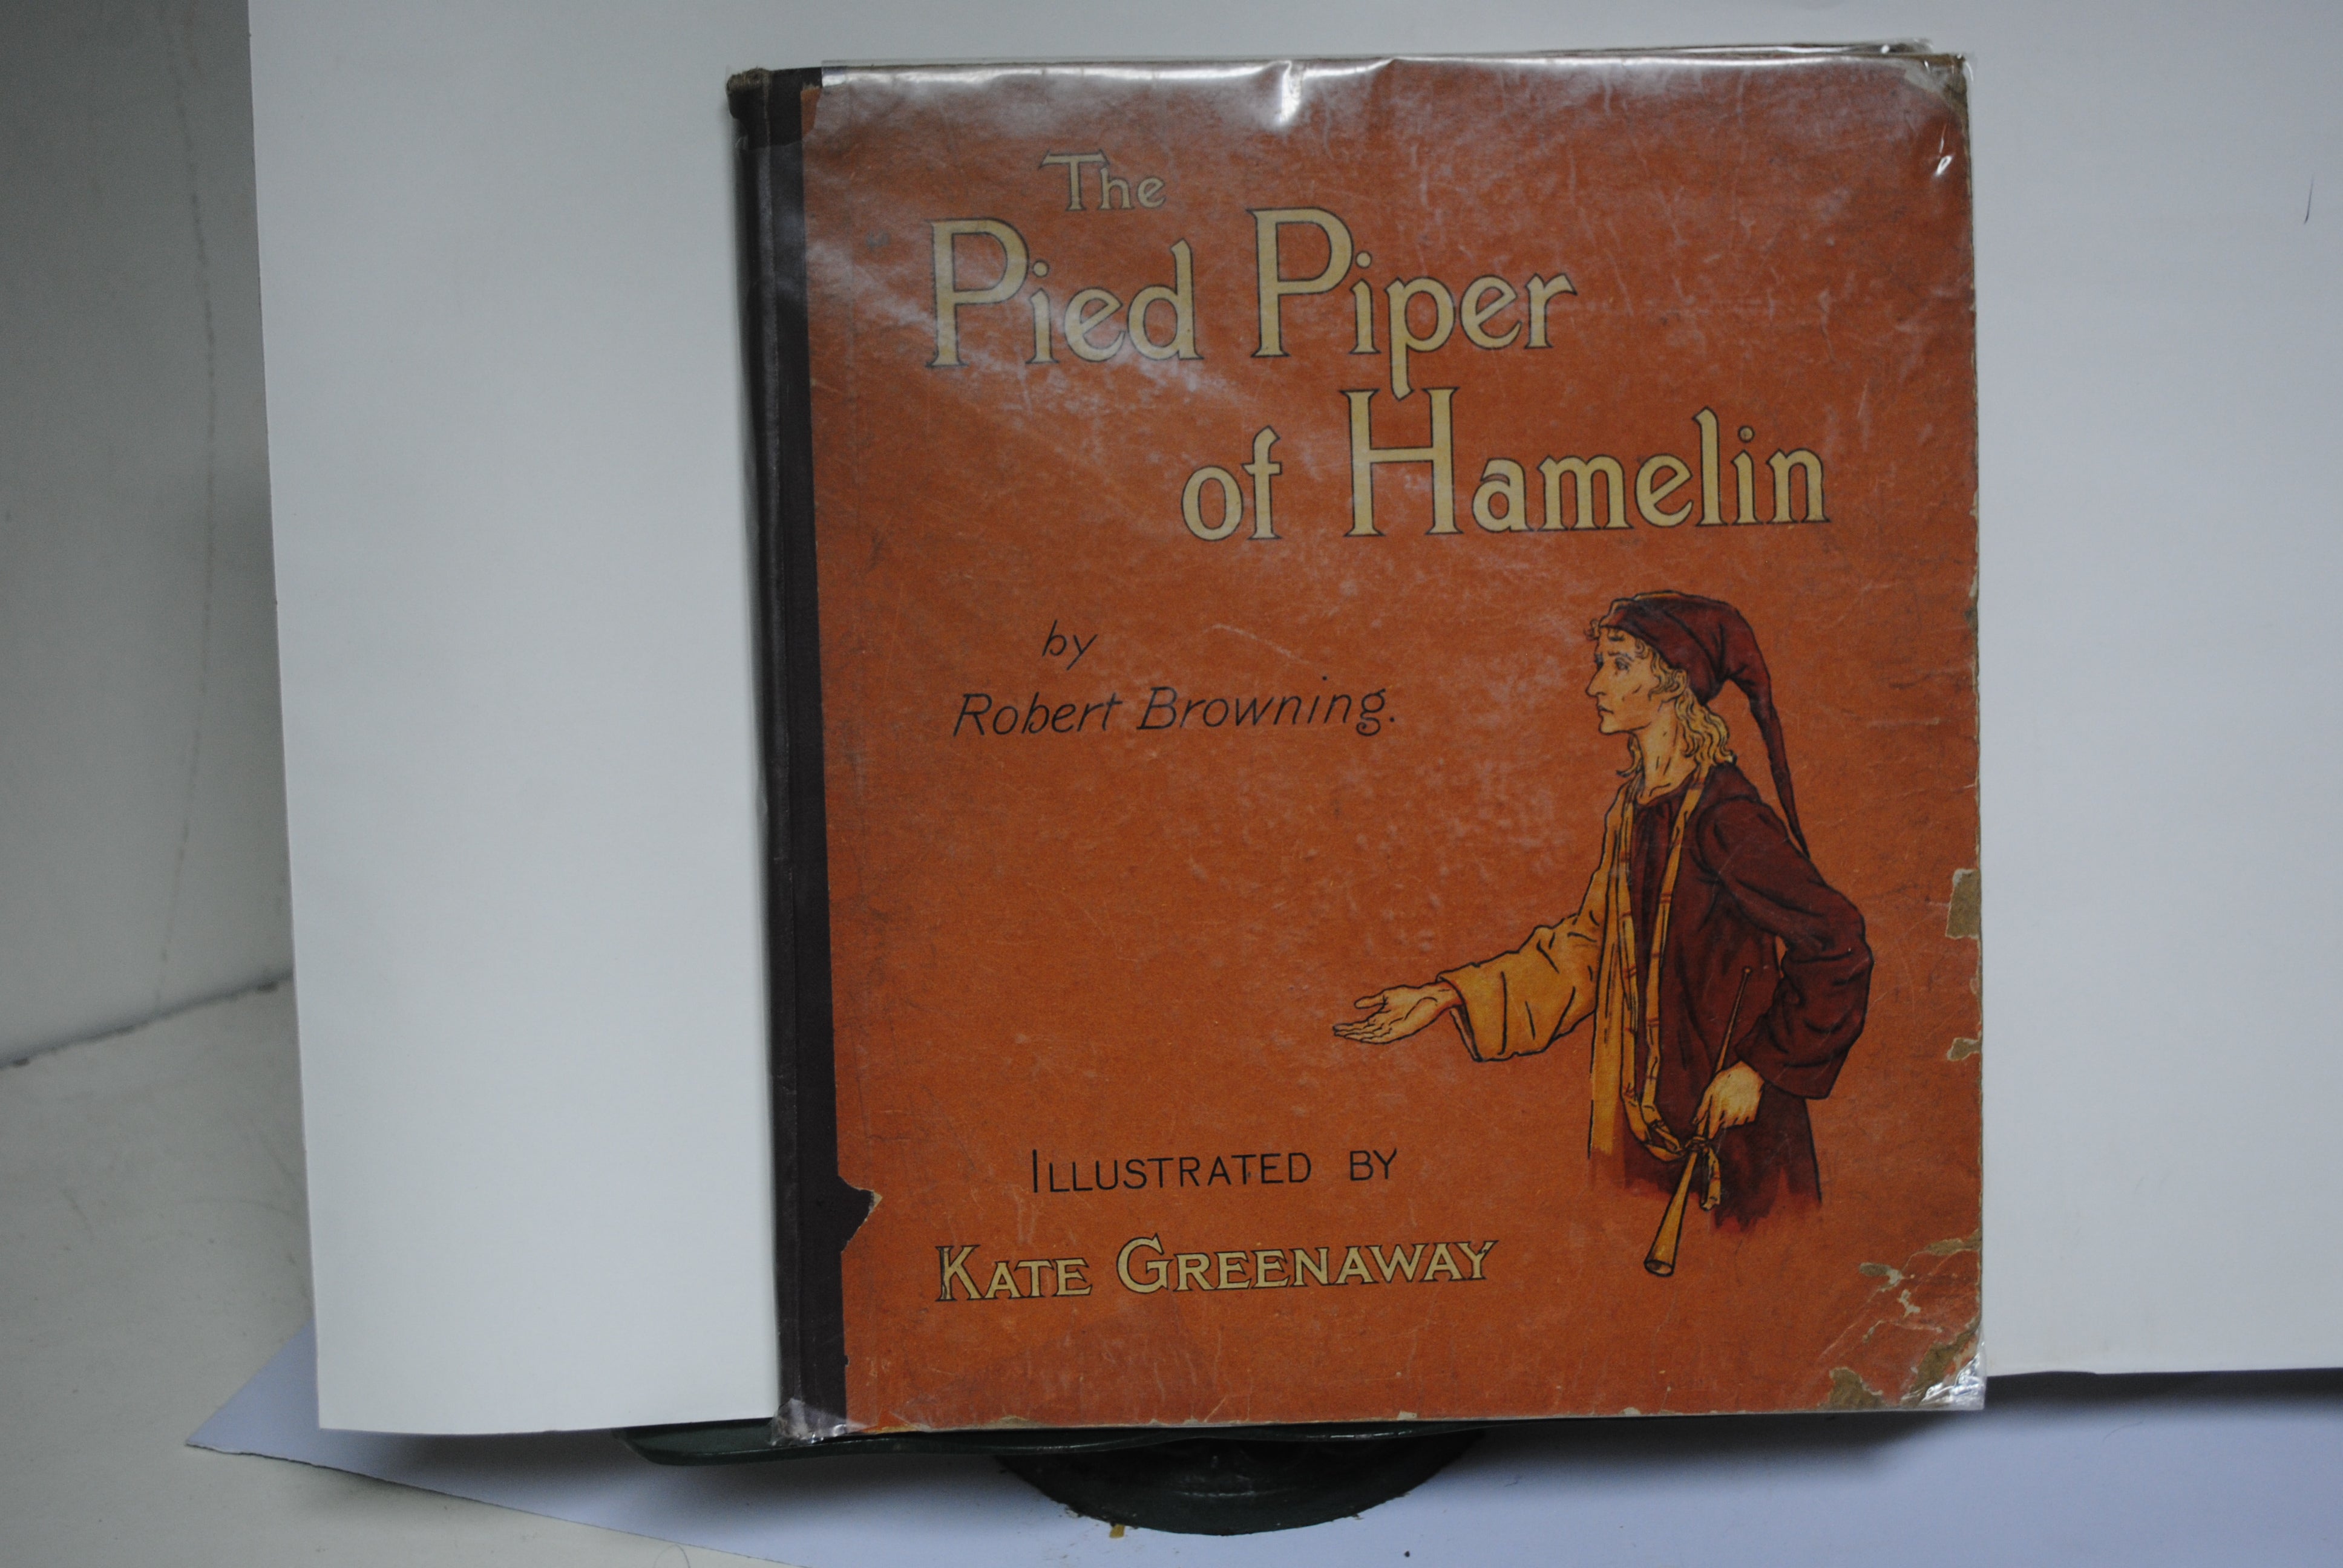 The
Pied Piper
of Hamelin
by
Robert Browning.
ILLUSTRATED BY
KATE GREENAWAY